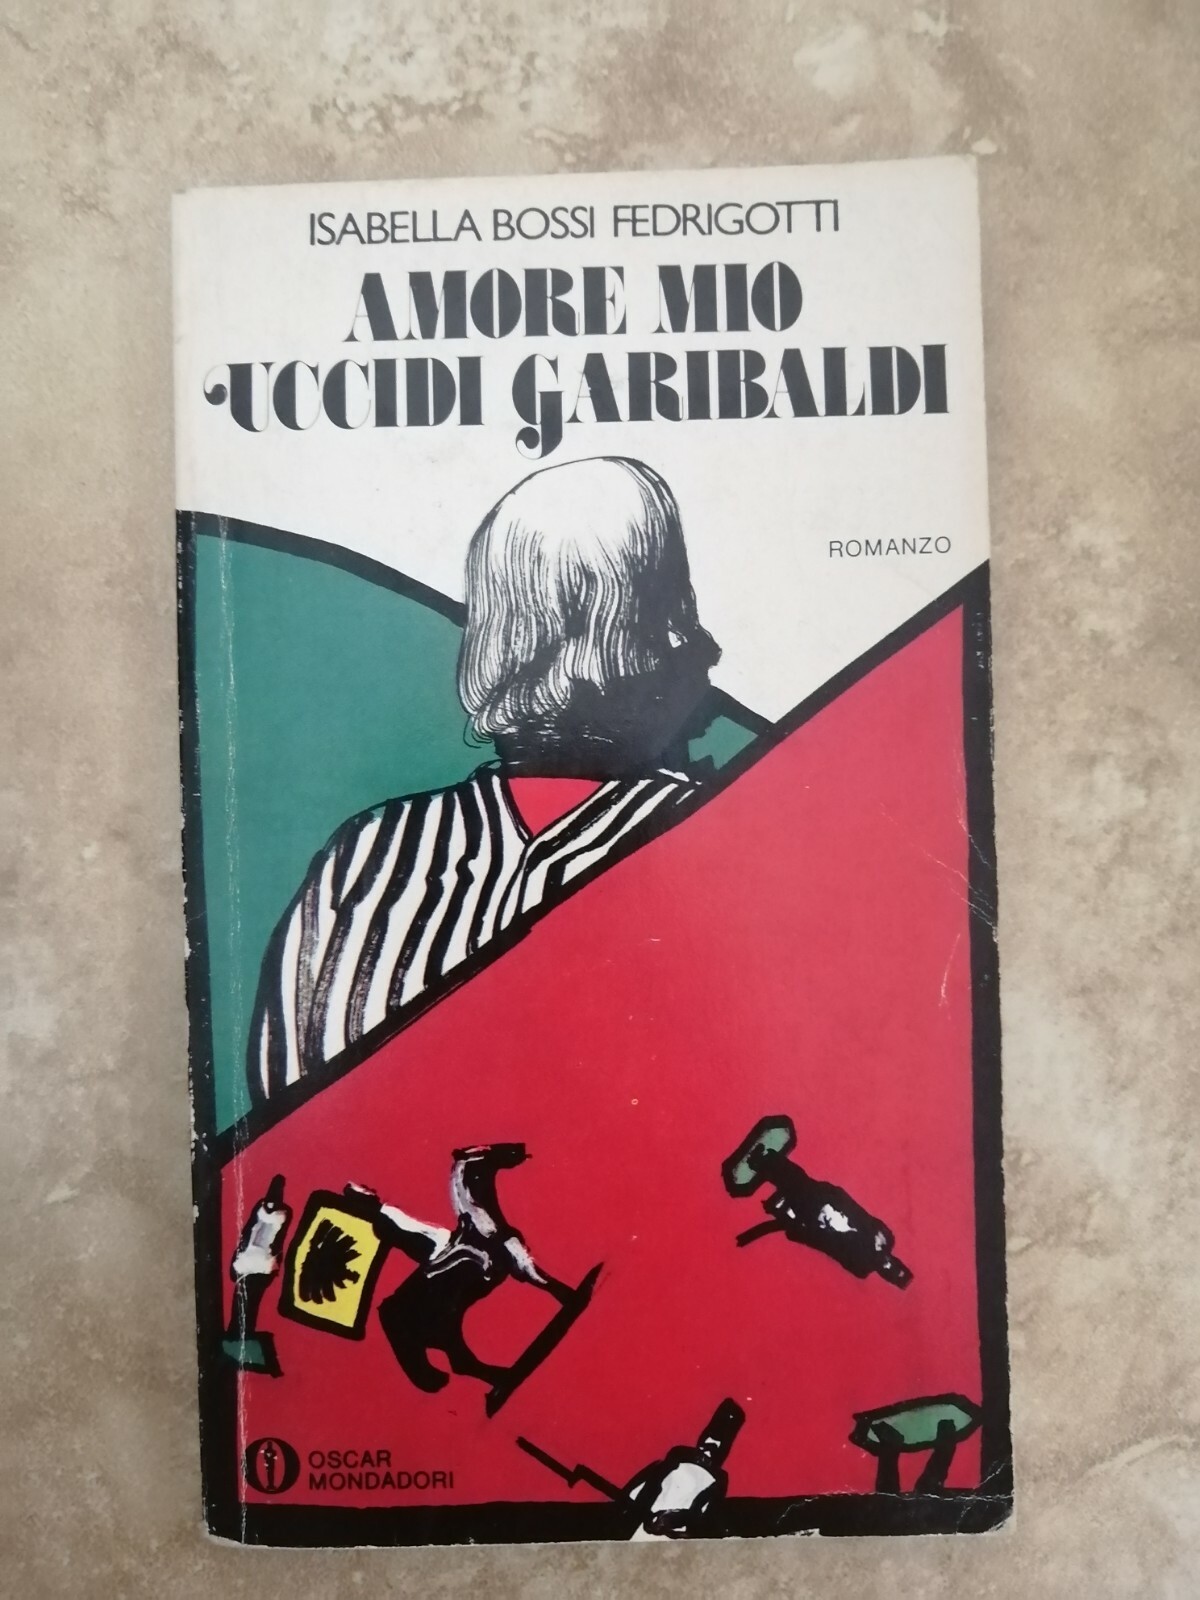 ISABELLA BOSSI FEDRIGOTTI
AMORE MIO
UCCIDI GARIBALDI
ROMANZO
OSCAR
MONDADORI